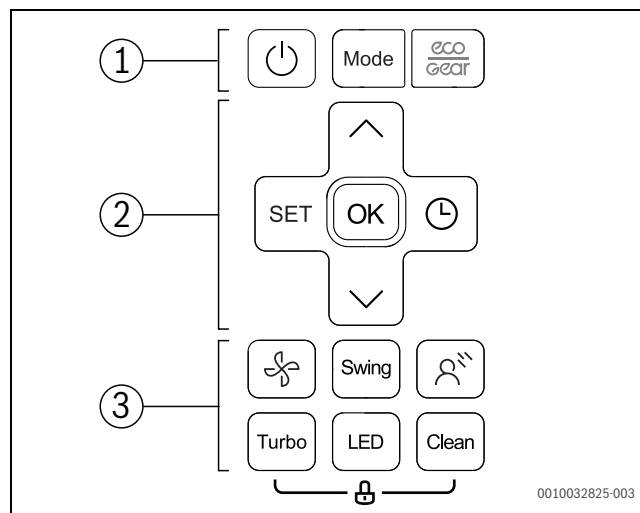 1
Mode
eco
Gear
2
SET
OK
3
Swing
Turbo
LED
Clean
0010032825-003